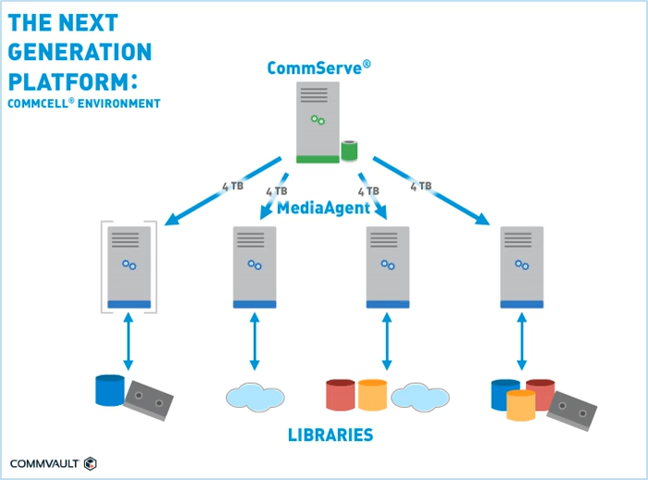 THE NEXT
GENERATION
PLATFORM:
COMMCELL® ENVIRONMENT
CommServe®
4 TB
4 TB
4 TB
4 TB
MediaAgent
LIBRARIES
COMMVAULT